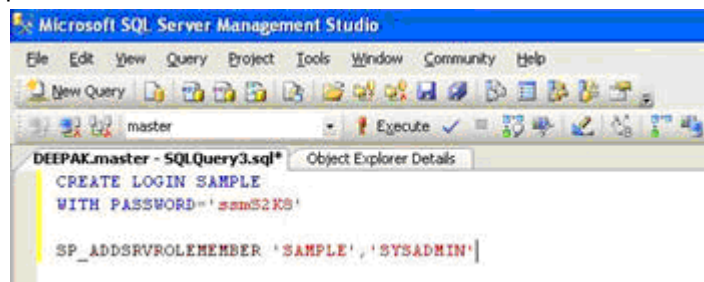 Microsoft SQL Server Management Studio
File Edit View Query Project Tools Window Community Help
New Query
master Execute
DEEPAK.master - SQLQuery3.sql* Object Explorer Details
CREATE LOGIN SAMPLE
WITH PASSWORD='ssmS2K8'
SP_ADDSRVROLEMEMBER 'SAMPLE','SYSADMIN'